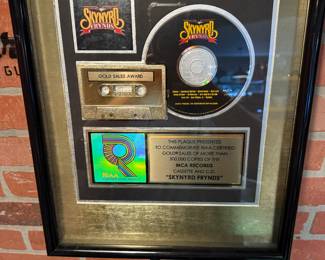 SKYNYRD
FRYNDS
SKYNYRD
FRYNDS
GOLD SALES AWARD
THIS PLAQUE PRESENTED
TO COMMEMORATE RIAA CERTIFIED
GOLD® SALES OF MORE THAN
500,000 COPIES OF THE
MCA RECORDS
CASSETTE AND C.D.
"SKYNYRD FRYNDS"
RIAA